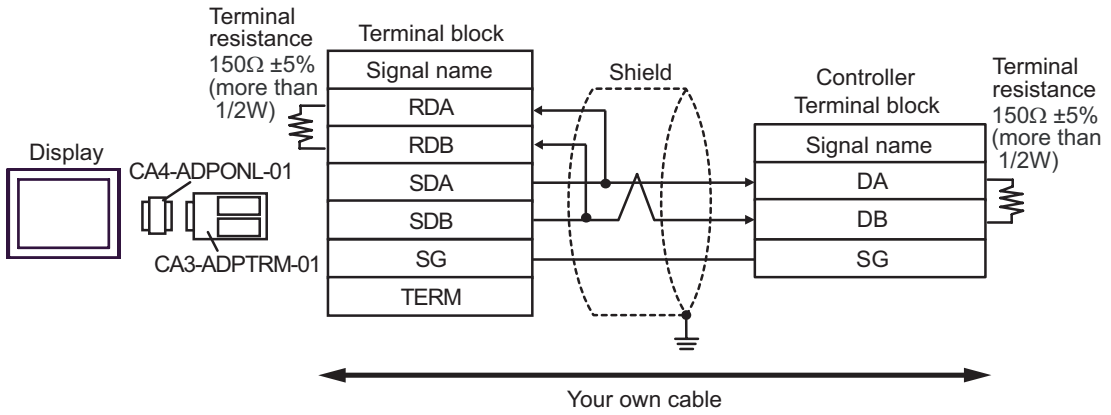 Terminal
resistance
150Ω ±5%
(more than
1/2W)
Terminal block
Signal name
RDA
RDB
SDA
SDB
SG
TERM
Display
CA4-ADPONL-01
CA3-ADPTRM-01
Shield
Controller
Terminal block
Signal name
DA
DB
SG
Terminal
resistance
150Ω ±5%
(more than
1/2W)
Your own cable